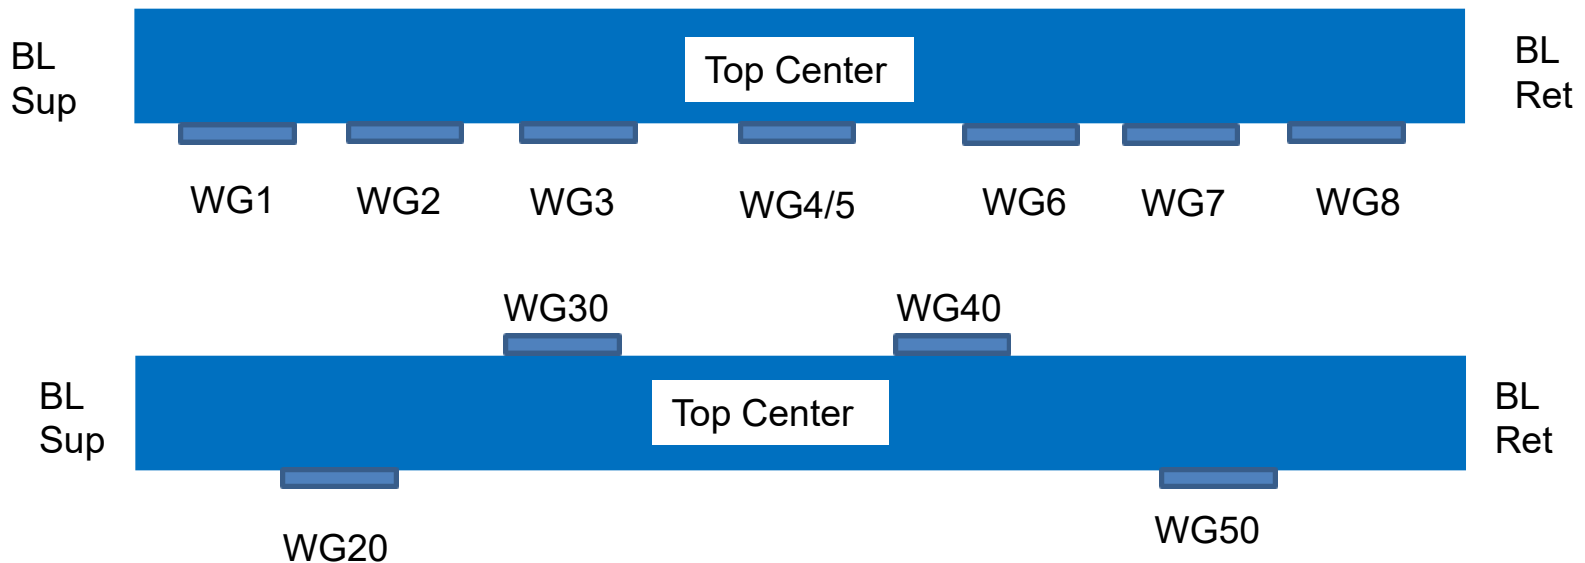 BL
Sup
Top Center
BL
Ret
WG1
WG2
WG3
WG4/5
WG6
WG7
WG8
WG30
WG40
BL
Sup
Top Center
BL
Ret
WG20
WG50